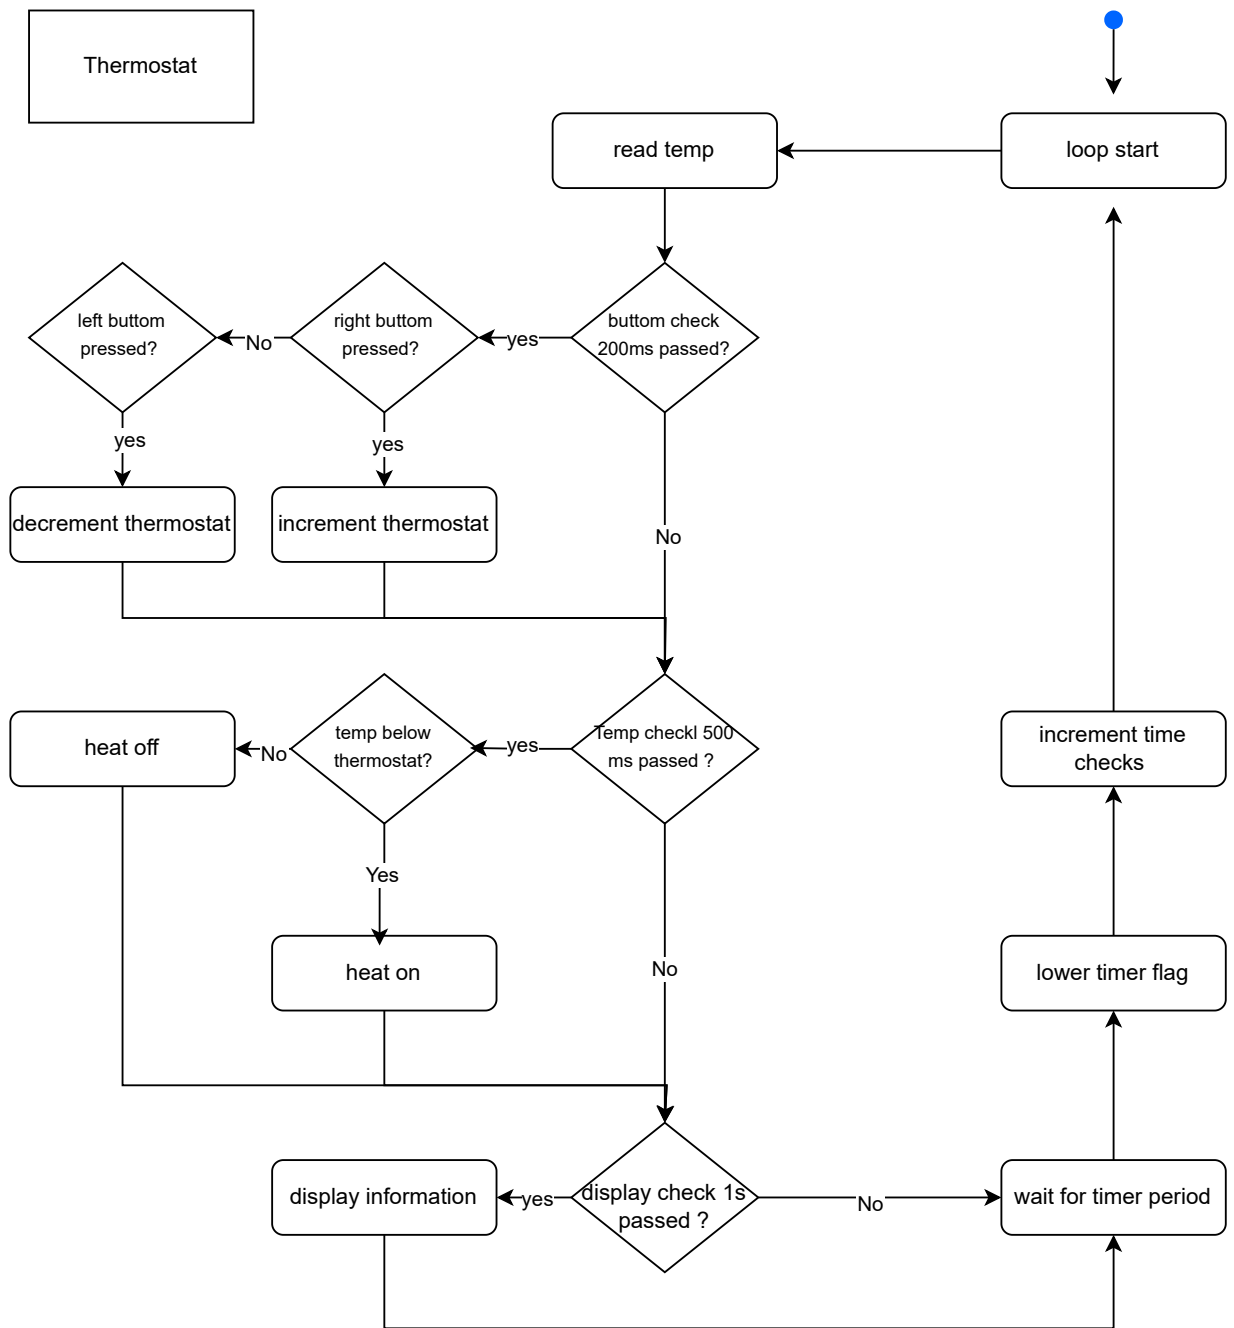 Thermostat
read temp
loop start
left buttom
pressed?
No
right buttom
pressed?
yes
buttom check
200ms passed?
yes
yes
decrement thermostat
increment thermostat
No
heat off
No
temp below
thermostat?
yes
Temp checkl 500
ms passed ?
increment time
checks
Yes
heat on
No
lower timer flag
display information
yes
display check 1s
passed ?
No
wait for timer period